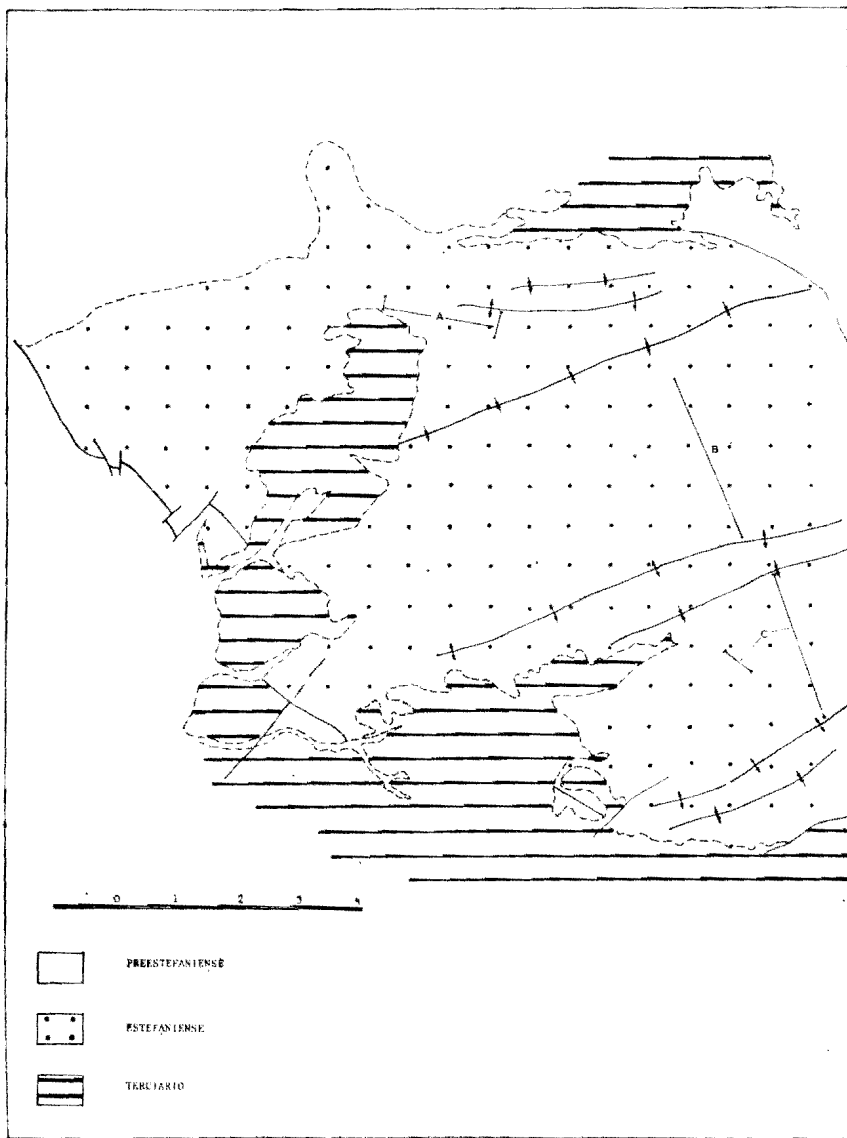 A
B
C
0 1 2 3 4
PREESTEFANIENSE
ESTEFANIENSE
TERCIARIO